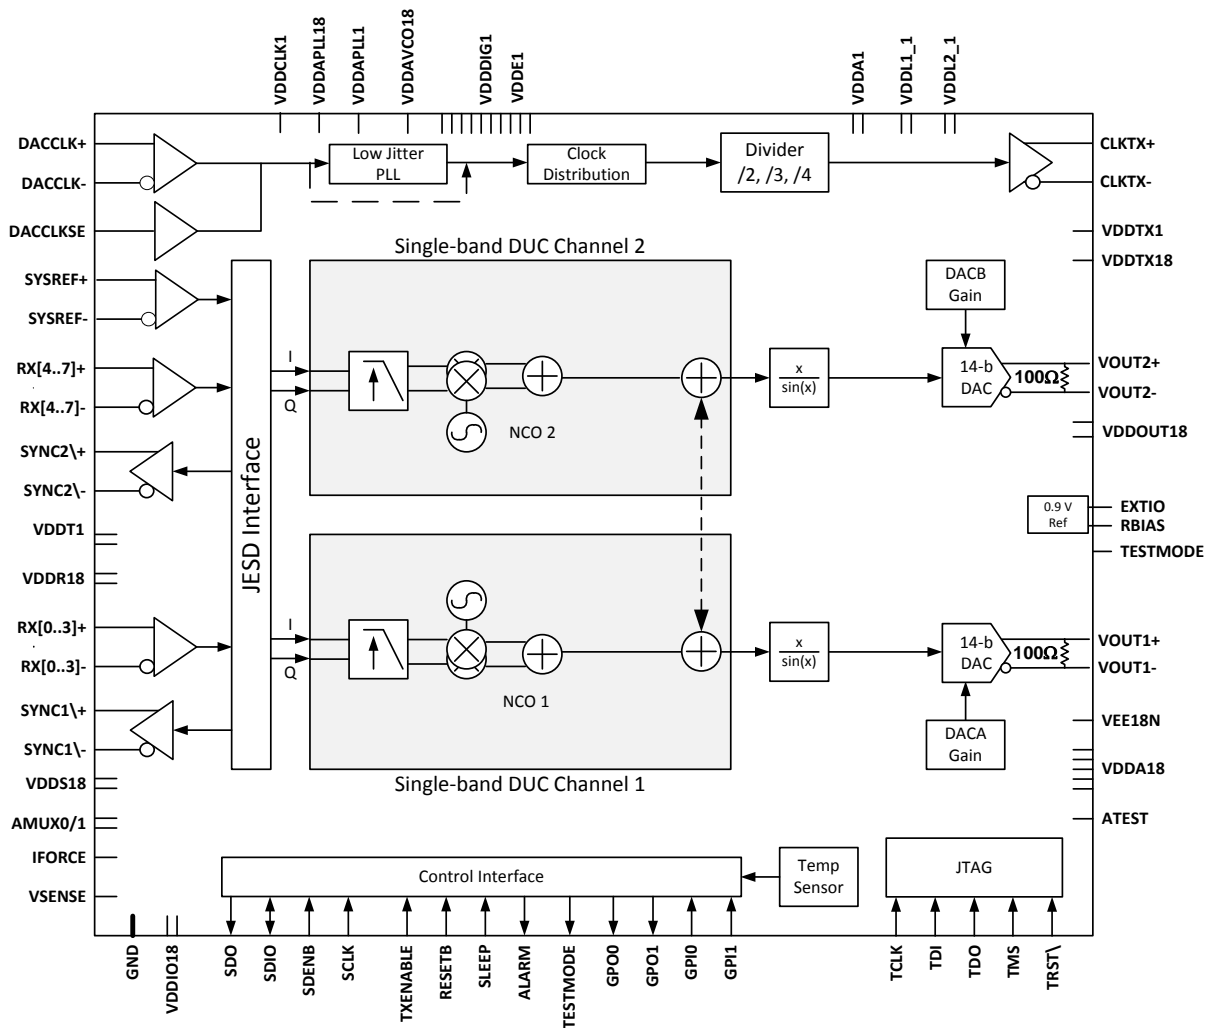 VDDCLK1
VDDAPLL18
VDDAPLL1
VDDAVCO18
VDDDIG1
VDDE1
VDDA1
VDDL1_1
VDDL2_1
DACCLK+
DACCLK-
DACCLKSE
SYSREF+
SYSREF-
RX[4..7]+
RX[4..7]-
SYNC2\+
SYNC2\-
VDDT1
VDDR18
RX[0..3]+
RX[0..3]-
SYNC1\+
SYNC1\-
VDDS18
AMUX0/1
IFORCE
VSENSE
Low Jitter
PLL
Clock
Distribution
Divider
/2, /3, /4
CLKTX+
CLKTX-
VDDTX1
VDDTX18
JESD Interface
Single-band DUC Channel 2
I
Q
NCO 2
x
sin(x)
DACB
Gain
14-b
DAC
100Ω
VOUT2+
VOUT2-
VDDOUT18
0.9 V
Ref
EXTIO
RBIAS
TESTMODE
I
Q
NCO 1
Single-band DUC Channel 1
x
sin(x)
14-b
DAC
100Ω
DACA
Gain
VOUT1+
VOUT1-
VEE18N
VDDA18
ATEST
Control Interface
Temp
Sensor
JTAG
GND
VDDIO18
SDO
SDIO
SDENB
SCLK
TXENABLE
RESETB
SLEEP
ALARM
TESTMODE
GPO0
GPO1
GPI0
GPI1
TCLK
TDI
TDO
TMS
TRST\